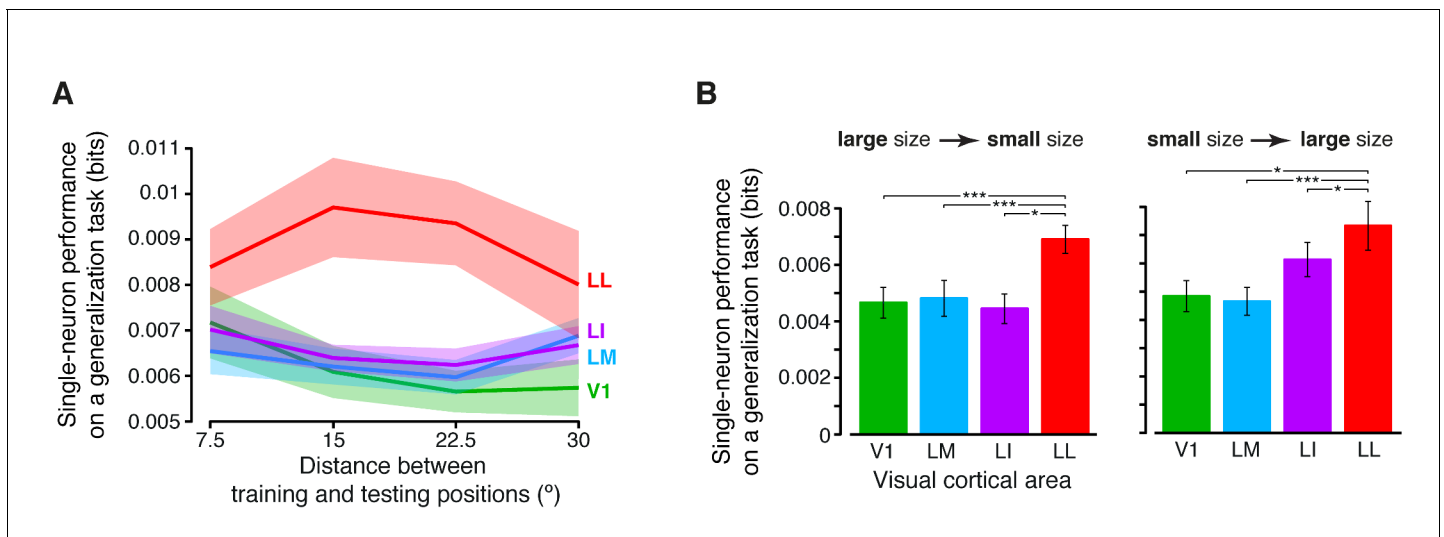 A
Single-neuron performance
on a generalization task (bits)
0.011
0.01
0.009
0.008
0.007
0.006
0.005
7.5 15 22.5 30
Distance between
training and testing positions (º)
LL
LI
LM
V1
B
large size small size
small size large size
Single-neuron performance
on a generalization task (bits)
0.008
0.006
0.004
0.002
0
***
***
*
V1 LM LI LL
Visual cortical area
*
***
*
V1 LM LI LL